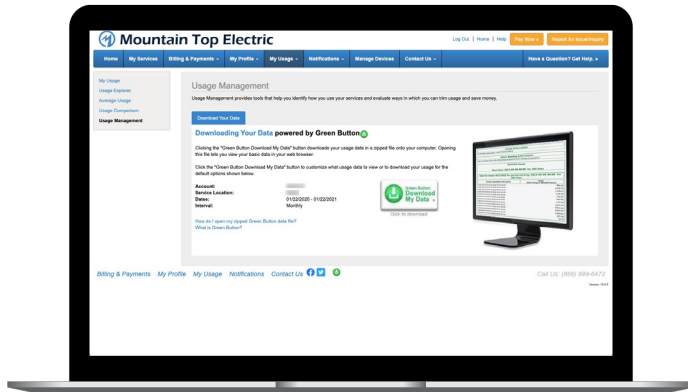 Mountain Top Electric
Log Out | Home | Help
Pay Now »
Report An Issue/Inquiry
Home
My Services
Billing & Payments
My Profile
My Usage
Notifications
Manage Devices
Contact Us
Have a Question? Get Help. »
My Usage
Usage Explorer
Average Usage
Usage Comparison
Usage Management
Usage Management
Usage Management provides tools that help you identify how you use your services and evaluate ways in which you can trim usage and save money.
Download Your Data
Downloading Your Data powered by Green Button
Clicking the "Green Button Download My Data" button downloads your usage data in a zipped file onto your computer. Opening
this file lets you view your basic data in your web browser.
Click the "Green Button Download My Data" button to customize what usage data to view or to download your usage for the
default options shown below.
Account:
Service Location:
Dates: 01/22/2020 - 01/22/2021
Interval: Monthly
Green Button
Download
My Data
Click to download
How do I open my zipped Green Button data file?
What is Green Button?
Billing & Payments My Profile My Usage Notifications Contact Us
Call Us: (866) 999-6472